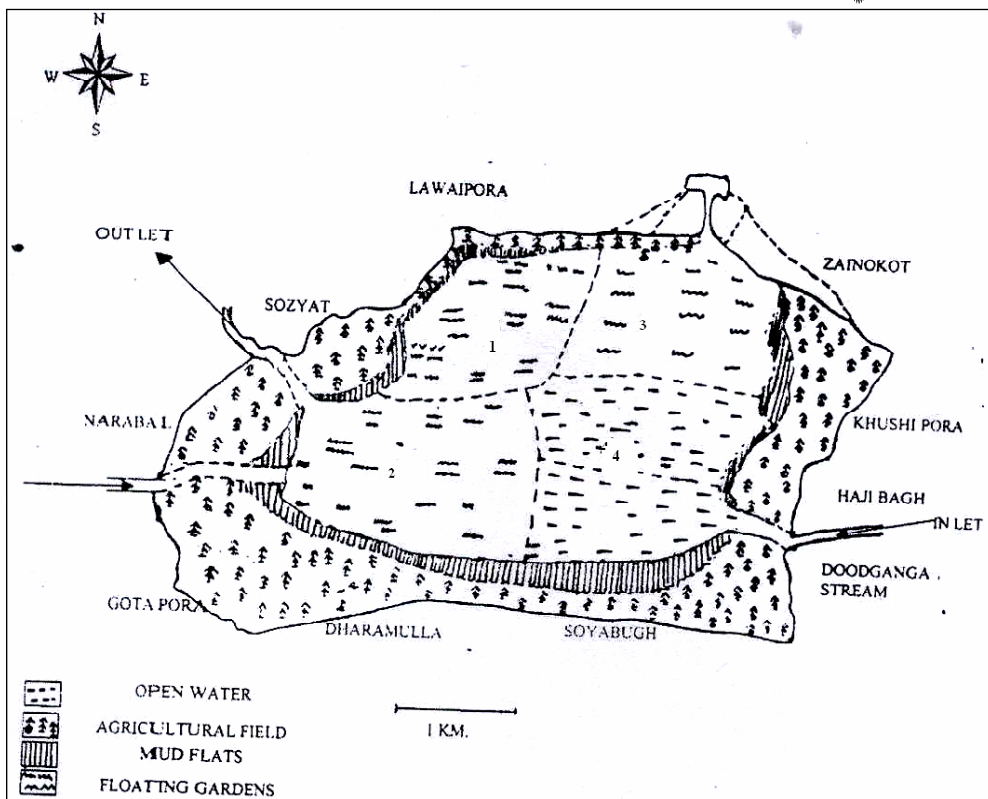 N
W E
S
LAWAIPORA
OUT LET
ZAINOKOT
SOZYAT
1
3
NARABAL
KHUSHI PORA
2
4
HAJI BAGH
IN LET
DOODGANGA
STREAM
GOTA PORA
DHARAMULLA
SOYABUGH
OPEN WATER
AGRICULTURAL FIELD
1 KM.
MUD FLATS
FLOATING GARDENS